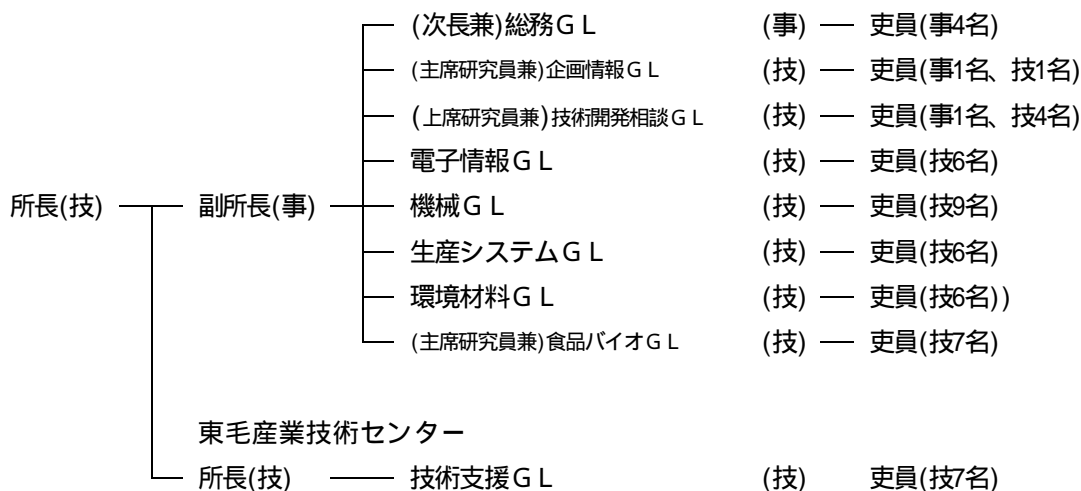 (次長兼)総務GL (事) 吏員(事4名)
(主席研究員兼)企画情報GL (技) 吏員(事1名、技1名)
(上席研究員兼)技術開発相談GL (技) 吏員(事1名、技4名)
電子情報GL (技) 吏員(技6名)
所長(技) 副所長(事) 機械GL (技) 吏員(技9名)
生産システムGL (技) 吏員(技6名)
環境材料GL (技) 吏員(技6名))
(主席研究員兼)食品バイオGL (技) 吏員(技7名)
東毛産業技術センター
所長(技) 技術支援GL (技) 吏員(技7名)